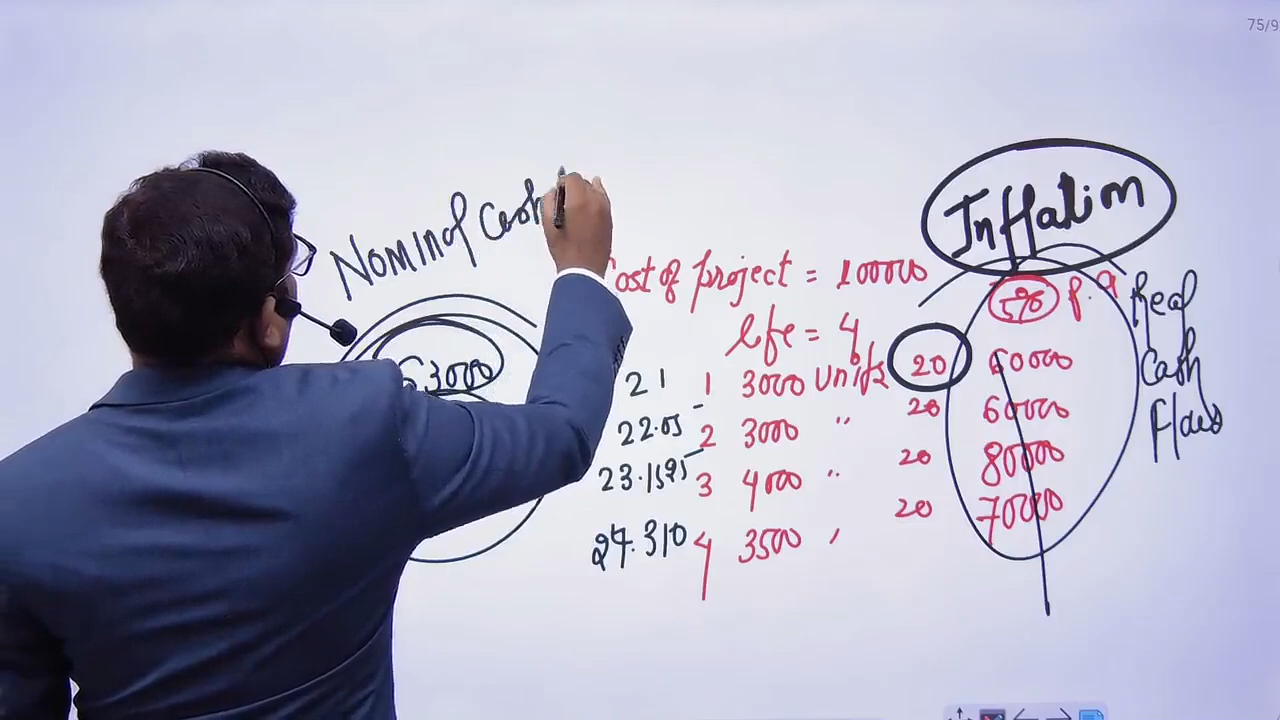 75/9
Inflation
Nominal Cash
Cost of project = 100000
5% P.a
Real
Cash
Flows
life = 4
63000
21 1 3000 Units 20 60000
22.05 2 3000 " 20 60000
3 4000 " 20 80000
24.310 4 3500 " 20 70000